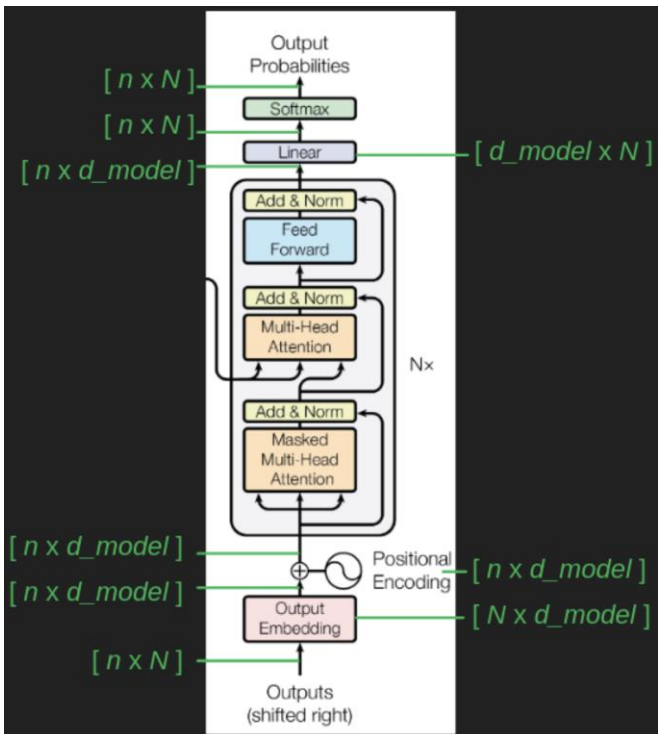 Output
Probabilities
[ n x N ]
Softmax
[ n x N ]
Linear
[ d_model x N ]
[ n x d_model ]
Add & Norm
Feed
Forward
Add & Norm
Multi-Head
Attention
N×
Add & Norm
Masked
Multi-Head
Attention
[ n x d_model ]
Positional
Encoding
[ n x d_model ]
[ n x d_model ]
Output
Embedding
[ N x d_model ]
[ n x N ]
Outputs
(shifted right)